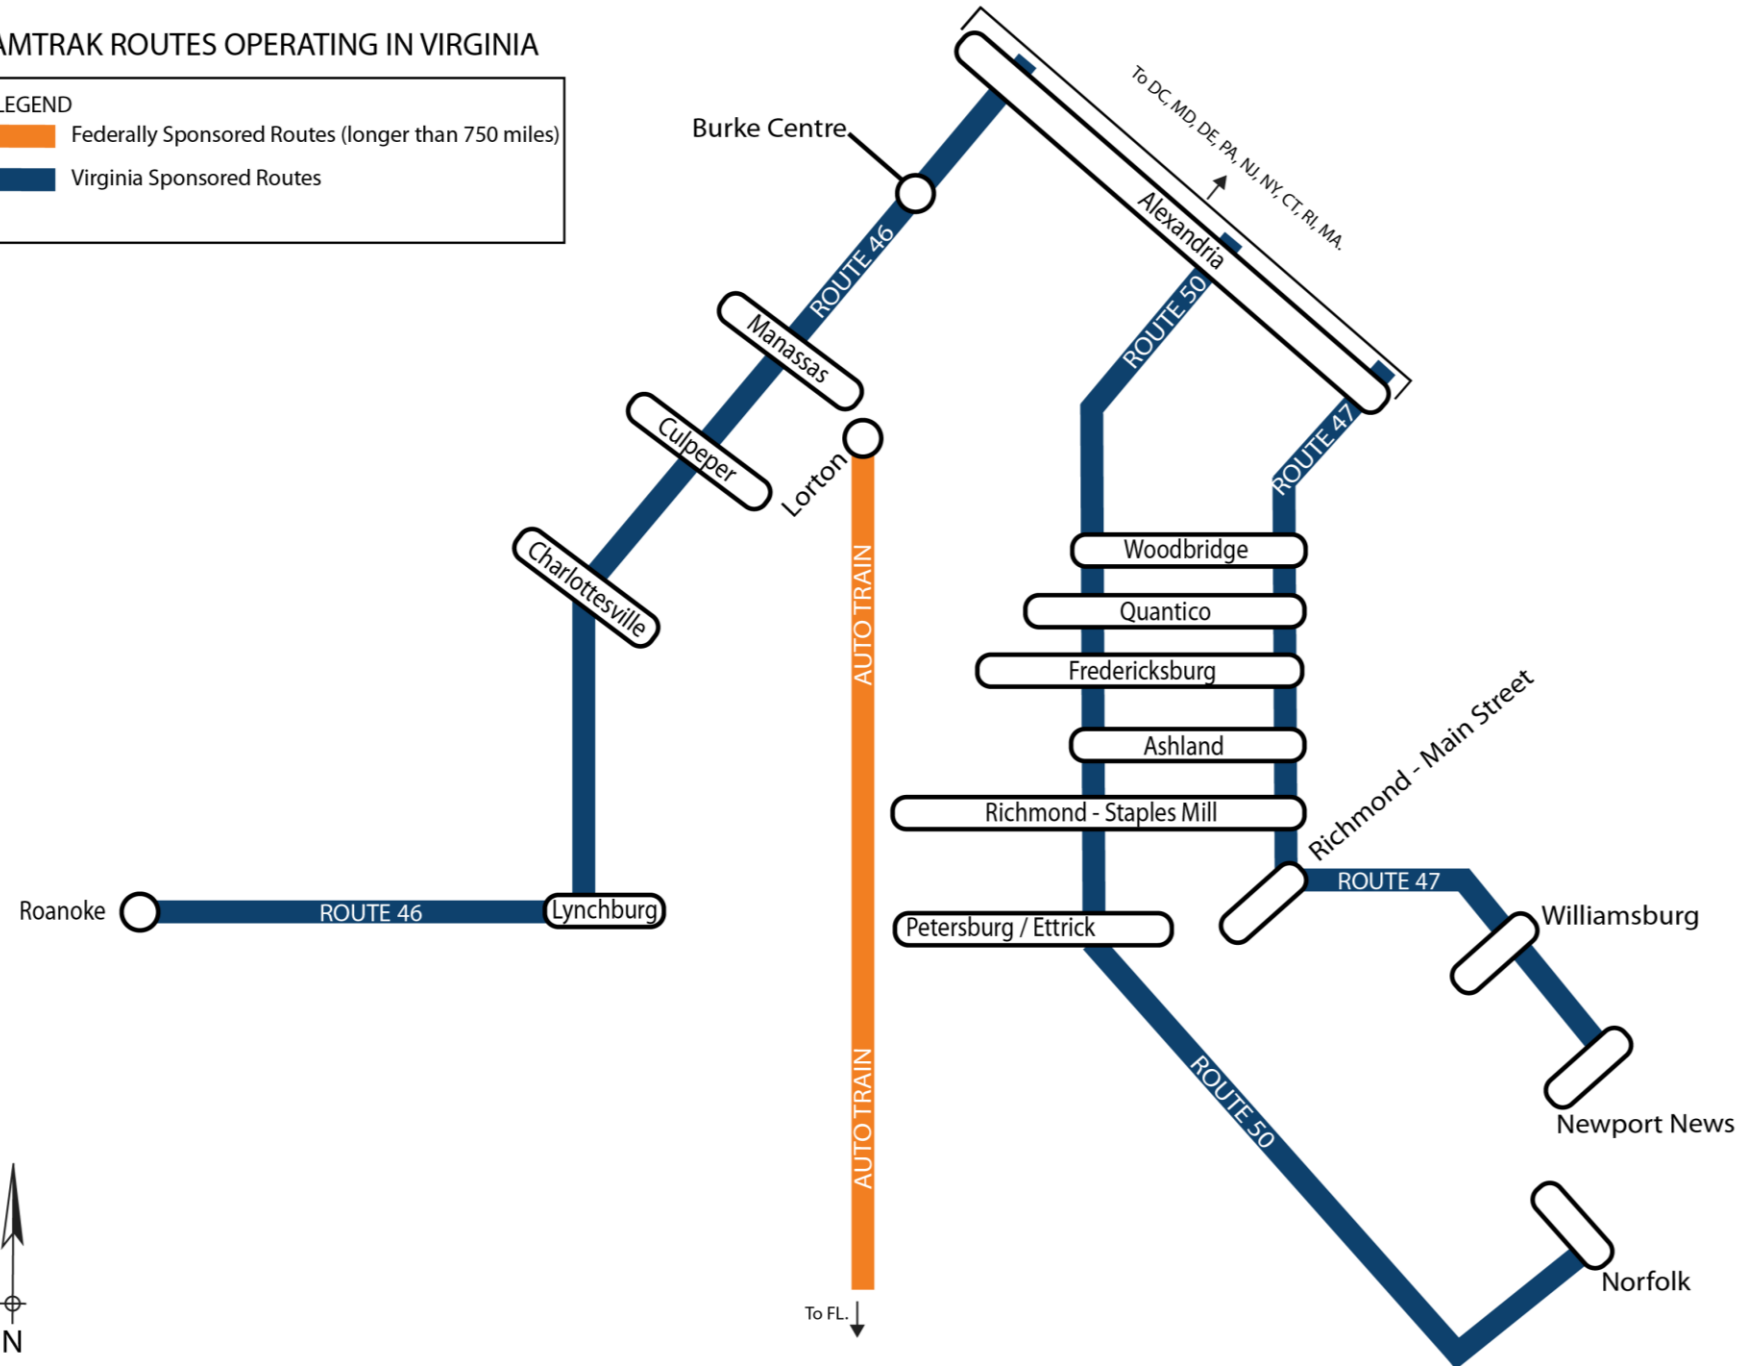 AMTRAK ROUTES OPERATING IN VIRGINIA
LEGEND
Federally Sponsored Routes (longer than 750 miles)
Virginia Sponsored Routes
To DC, MD, DE, PA, NJ, NY, CT, RI, MA.
Burke Centre
Alexandria
ROUTE 46
ROUTE 50
Manassas
ROUTE 47
Culpeper
Lorton
Charlottesville
AUTO TRAIN
Woodbridge
Quantico
Fredericksburg
Ashland
Richmond - Staples Mill
Richmond - Main Street
ROUTE 47
Roanoke
ROUTE 46
Lynchburg
Petersburg / Ettrick
Williamsburg
AUTO TRAIN
ROUTE 50
Newport News
Norfolk
To FL.
N